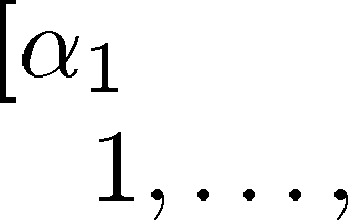 [α₁
1, . . . ,